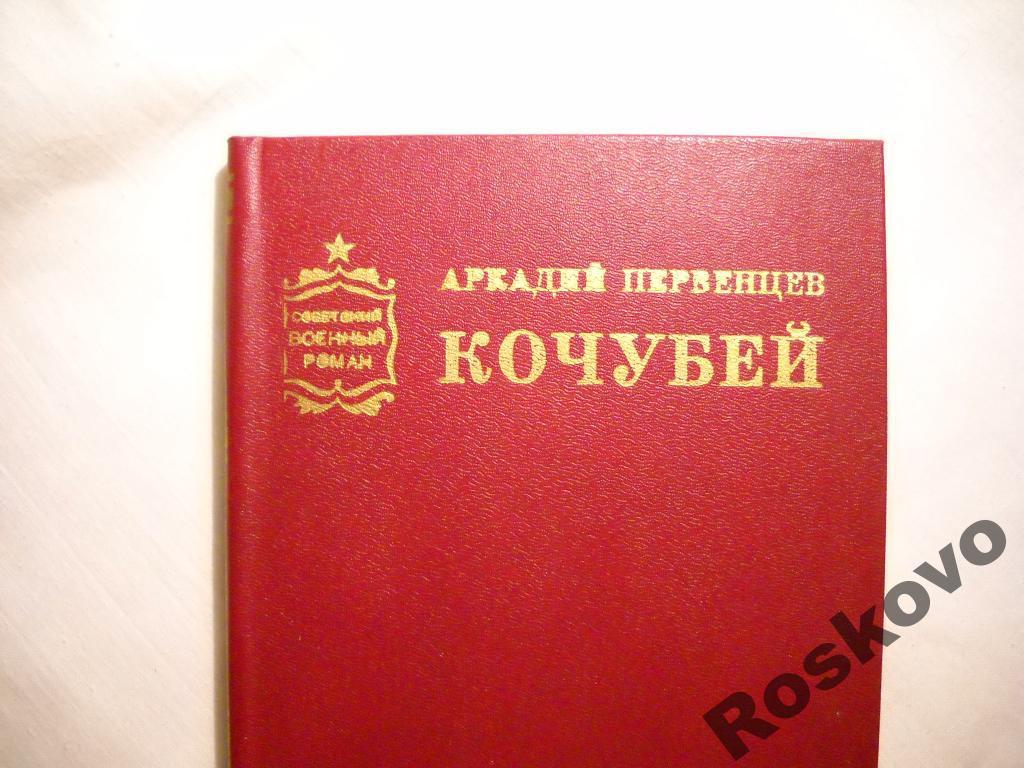 АРКАДИЙ ПЕРВЕНЦЕВ
КОЧУБЕЙ
СОВЕТСКИЙ
ВОЕННЫЙ
РОМАН
Roskovo